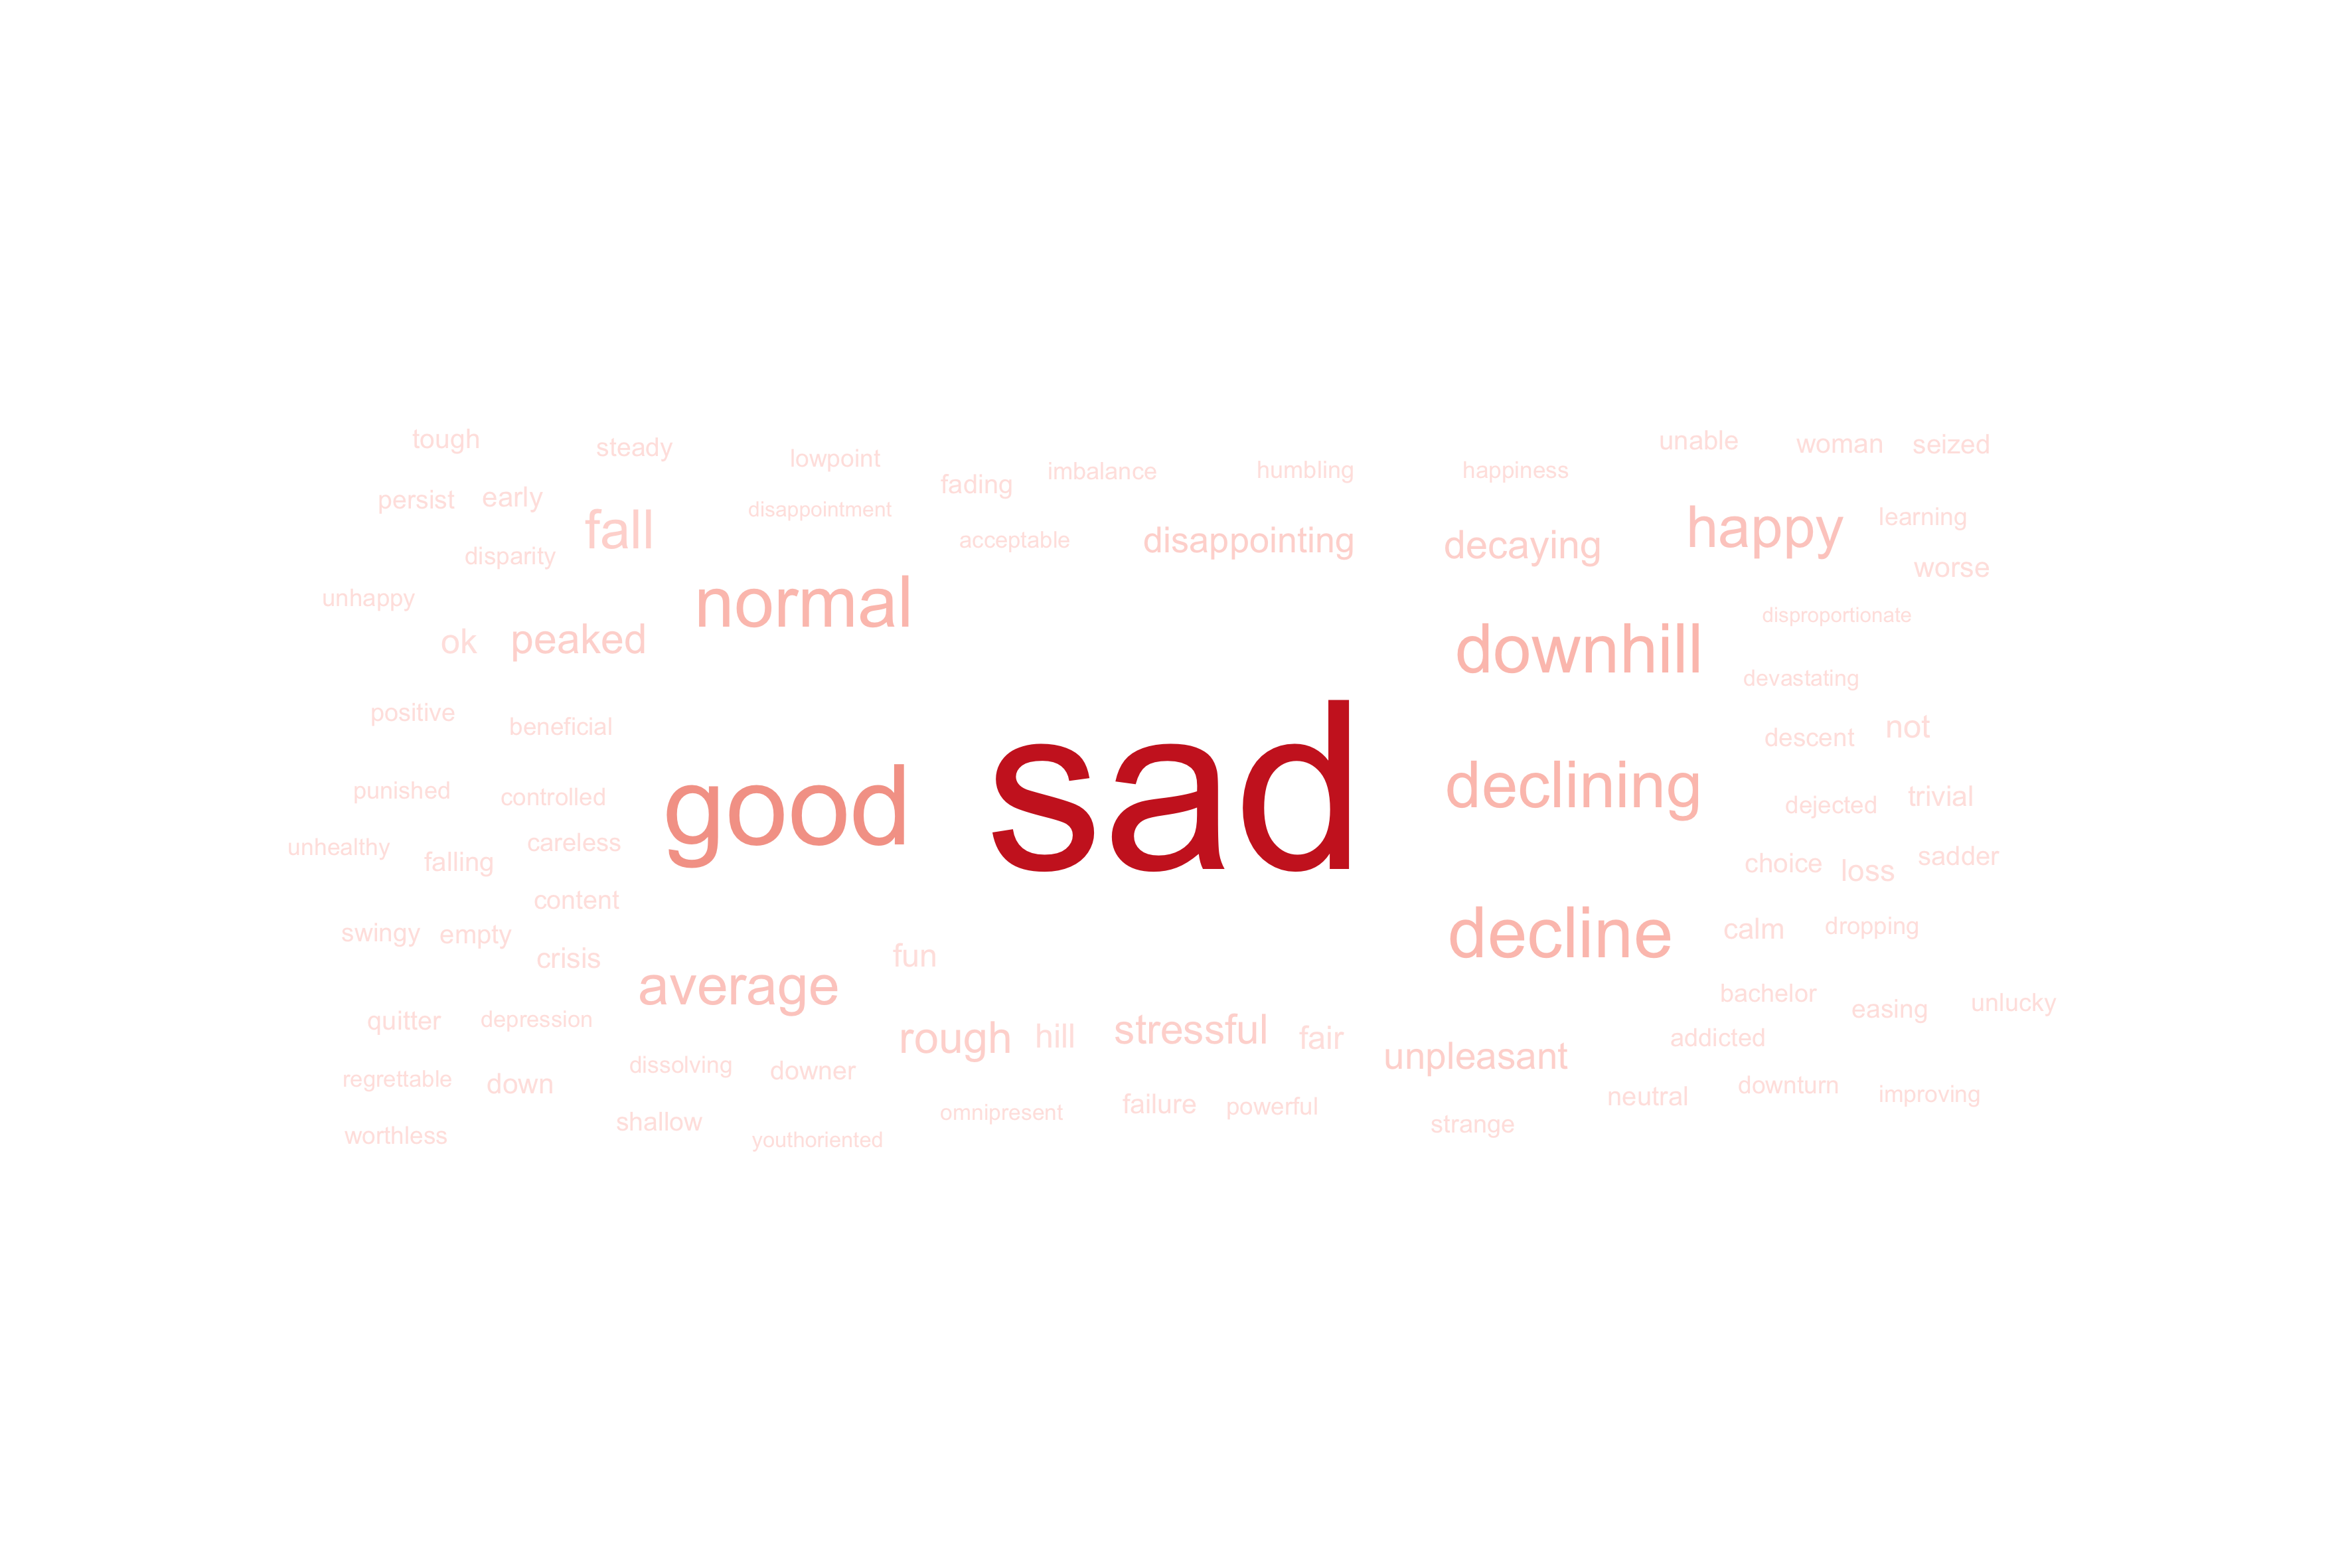 tough
steady
lowpoint
unable
woman
seized
fading
imbalance
humbling
happiness
persist
early
disappointment
fall
acceptable
disappointing
decaying
happy
learning
disparity
worse
unhappy
normal
disproportionate
ok
peaked
downhill
devastating
positive
beneficial
descent
not
sad
good
declining
punished
controlled
dejected
trivial
unhealthy
falling
careless
choice
loss
sadder
content
swingy
empty
decline
calm
dropping
crisis
fun
average
bachelor
easing
unlucky
quitter
depression
rough
hill
stressful
fair
addicted
unpleasant
regrettable
down
dissolving
downer
neutral
downturn
improving
shallow
omnipresent
failure
powerful
strange
worthless
youthoriented